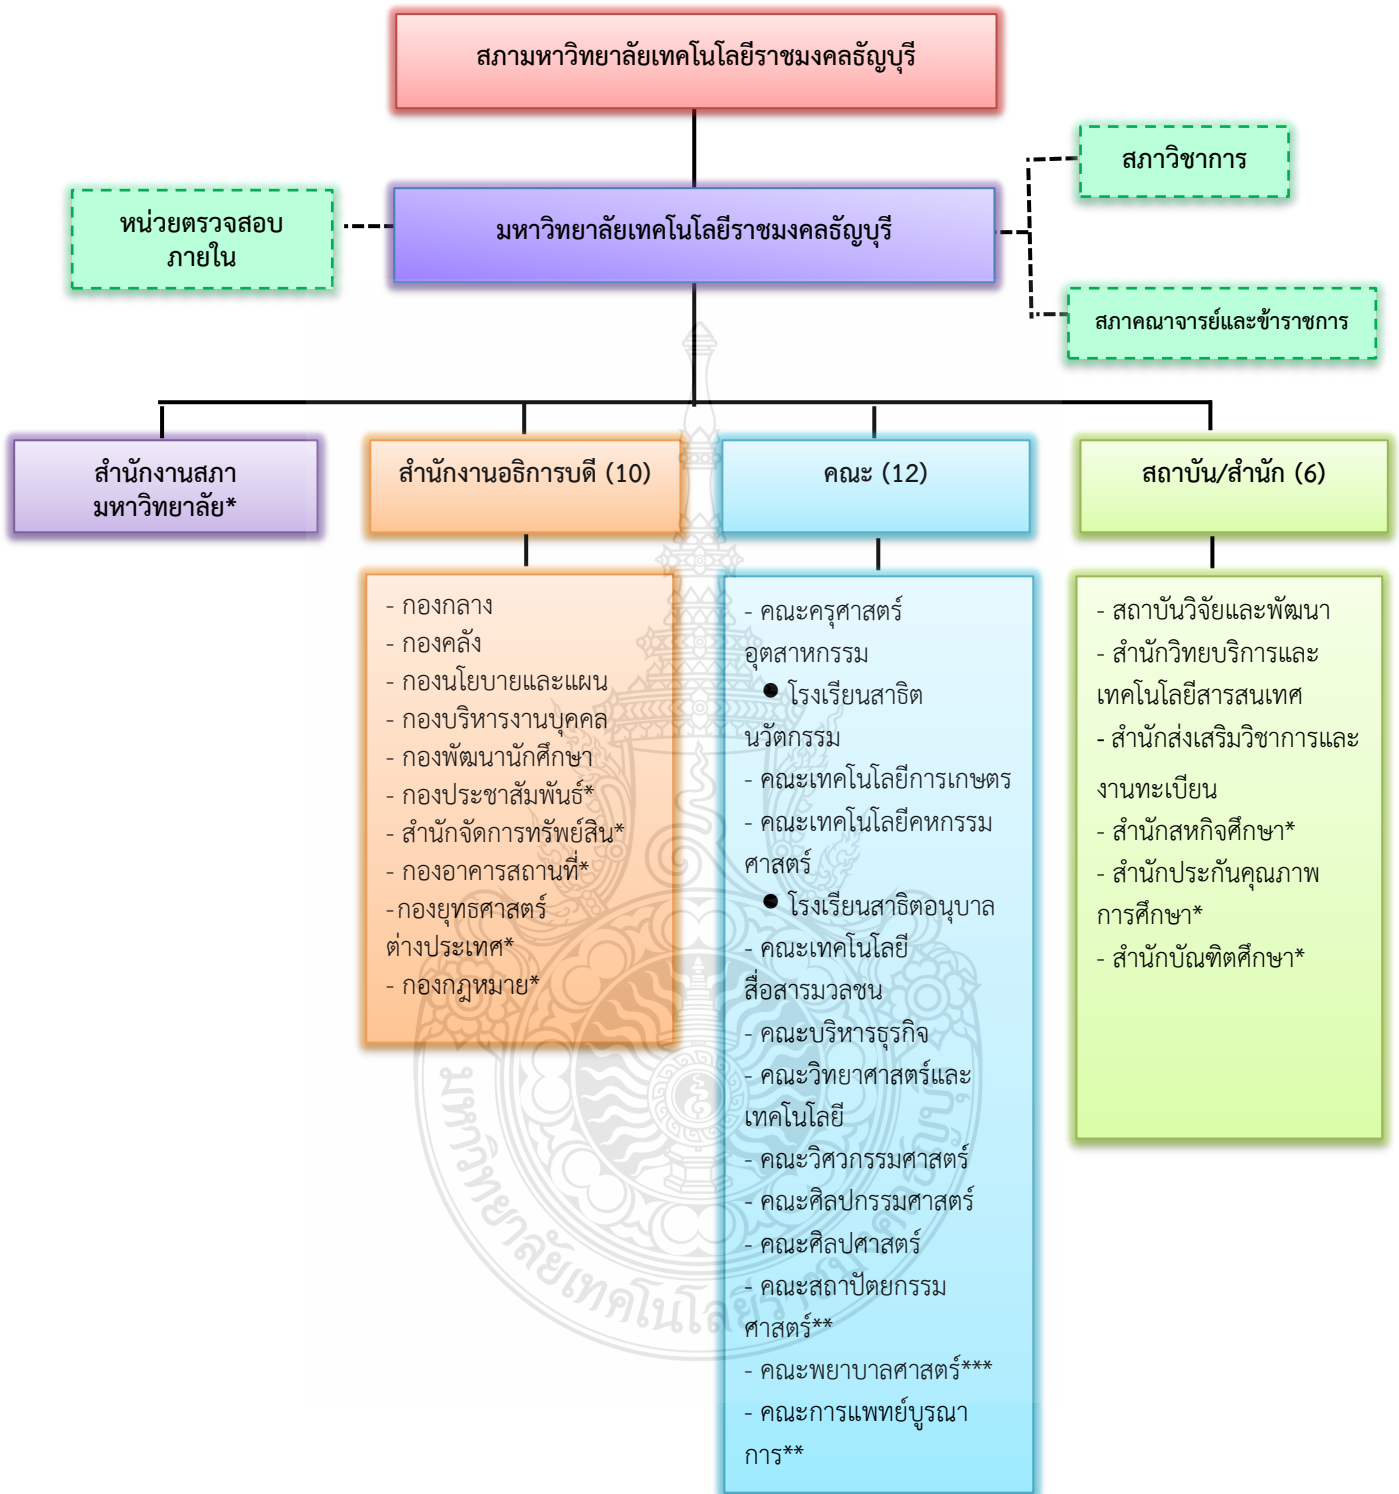 สภามหาวิทยาลัยเทคโนโลยีราชมงคลธัญบุรี
สภาวิชาการ
หน่วยตรวจสอบ
ภายใน
มหาวิทยาลัยเทคโนโลยีราชมงคลธัญบุรี
สภาคณาจารย์และข้าราชการ
สำนักงานสภา
มหาวิทยาลัย*
สำนักงานอธิการบดี (10)
คณะ (12)
สถาบัน/สำนัก (6)
- กองกลาง
- กองคลัง
- กองนโยบายและแผน
- กองบริหารงานบุคคล
- กองพัฒนานักศึกษา
- กองประชาสัมพันธ์*
- สำนักจัดการทรัพย์สิน*
- กองอาคารสถานที่*
-กองยุทธศาสตร์
ต่างประเทศ*
- กองกฎหมาย*
- คณะครุศาสตร์
อุตสาหกรรม
● โรงเรียนสาธิต
นวัตกรรม
- คณะเทคโนโลยีการเกษตร
- คณะเทคโนโลยีคหกรรม
ศาสตร์
● โรงเรียนสาธิตอนุบาล
- คณะเทคโนโลยี
สื่อสารมวลชน
- คณะบริหารธุรกิจ
- คณะวิทยาศาสตร์และ
เทคโนโลยี
- คณะวิศวกรรมศาสตร์
- คณะศิลปกรรมศาสตร์
- คณะศิลปศาสตร์
- คณะสถาปัตยกรรม
ศาสตร์**
- คณะพยาบาลศาสตร์***
- คณะการแพทย์บูรณา
การ**
- สถาบันวิจัยและพัฒนา
- สำนักวิทยบริการและ
เทคโนโลยีสารสนเทศ
- สำนักส่งเสริมวิชาการและ
งานทะเบียน
- สำนักสหกิจศึกษา*
- สำนักประกันคุณภาพ
การศึกษา*
- สำนักบัณฑิตศึกษา*
มหาวิทยาลัยเทคโนโลยีราชมงคลธัญบุรี